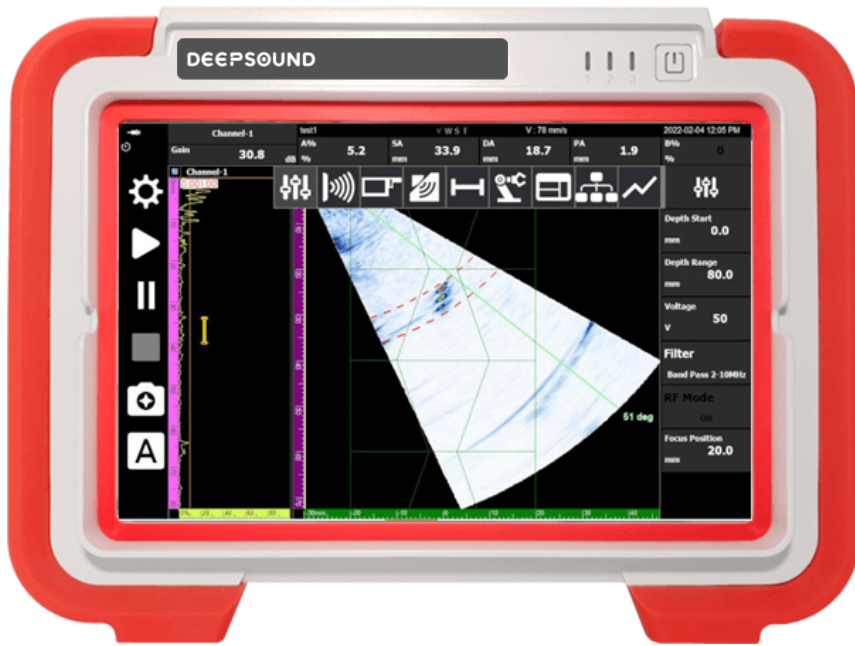 DEEPSOUND
1 2 3
Channel-1
test1
V W S T
V : 78 mm/s
2022-02-04 12:05 PM
Gain
30.8
dB
A%
%
5.2
SA
mm
33.9
DA
mm
18.7
PA
mm
1.9
B%
%
0
Channel-1
Depth Start
mm
0.0
Depth Range
mm
80.0
Voltage
V
50
Filter
Band Pass 2-10MHz
RF Mode
Off
Focus Position
mm
20.0
51 deg
A